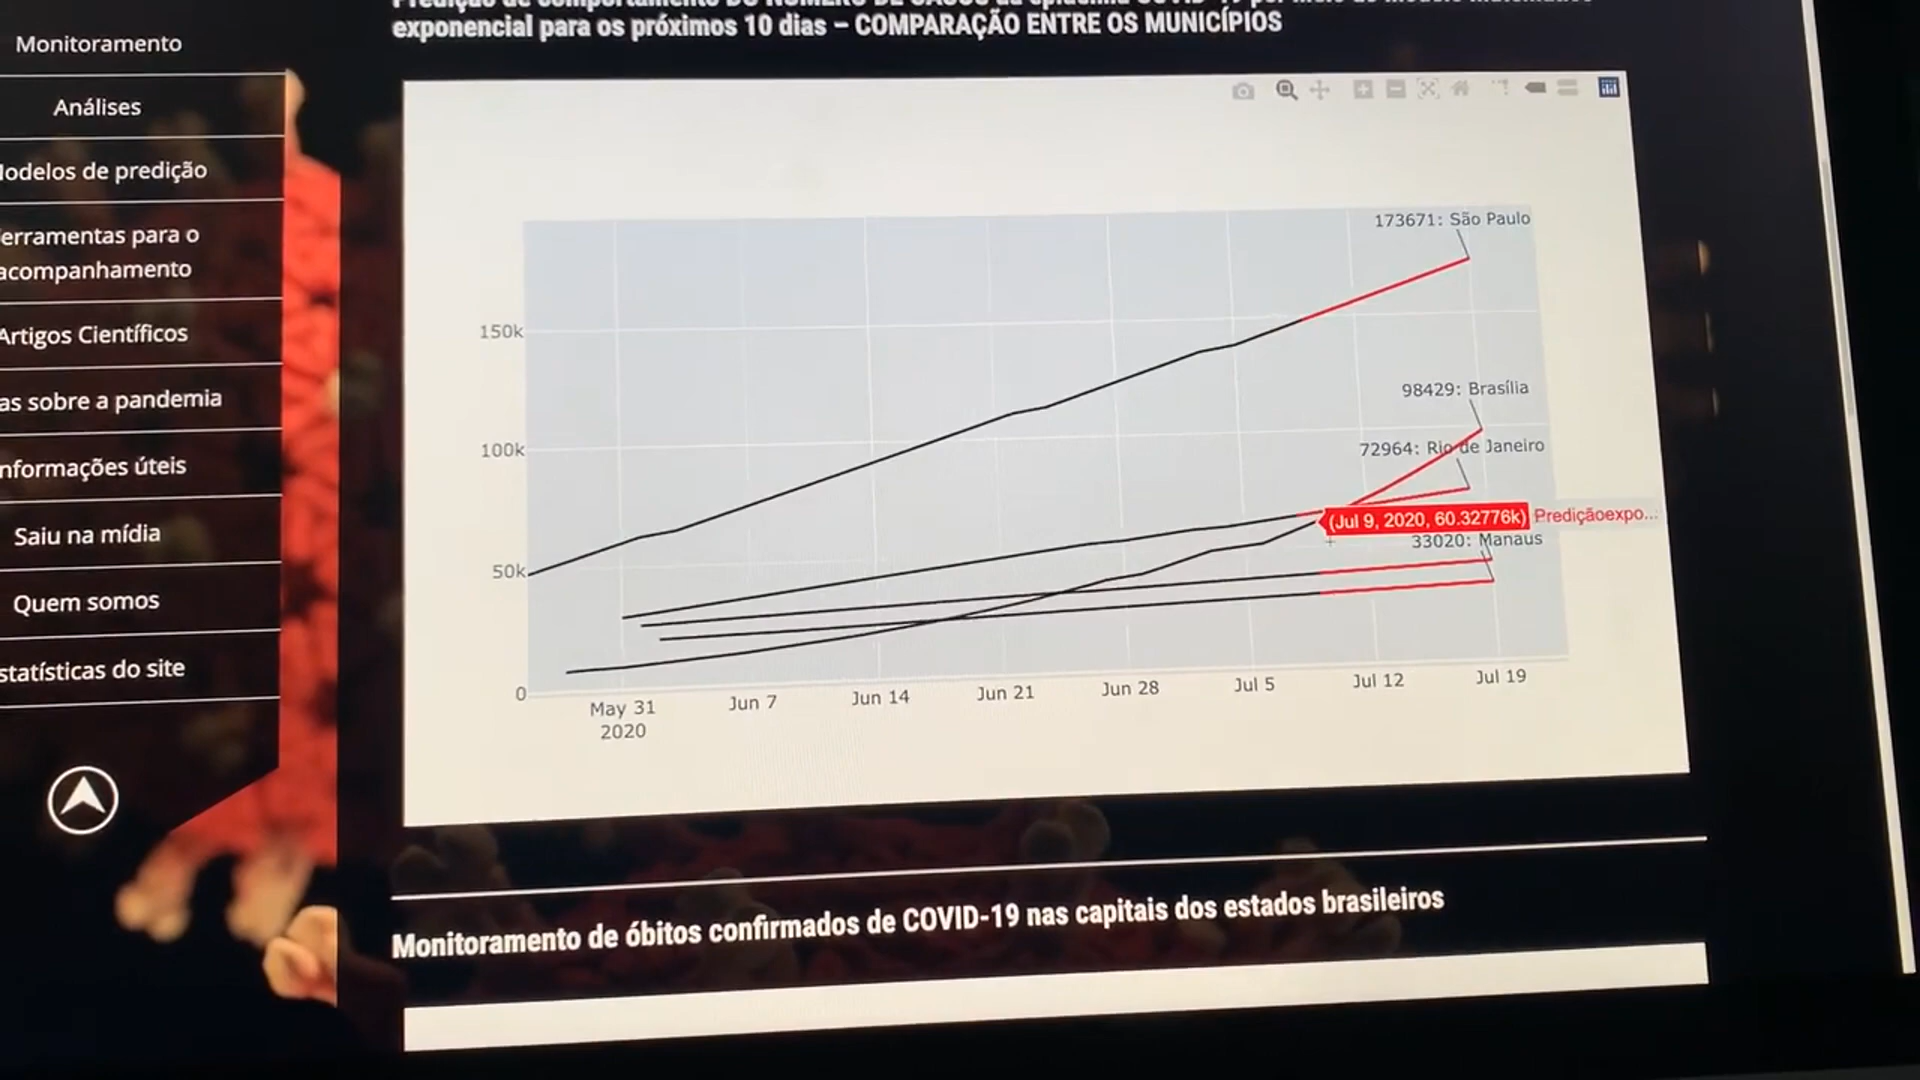 Monitoramento
Análises
lodelos de predição
erramentas para o
acompanhamento
Artigos Científicos
as sobre a pandemia
nformações úteis
Saiu na mídia
Quem somos
statísticas do site
exponencial para os próximos 10 dias – COMPARAÇÃO ENTRE OS MUNICÍPIOS
173671: São Paulo
150k
98429: Brasília
100k
72964: Rio de Janeiro
(Jul 9, 2020, 60.32776k) Prediçãoexpo...
33020: Manaus
50k
0
May 31
2020
Jun 7
Jun 14
Jun 21
Jun 28
Jul 5
Jul 12
Jul 19
Monitoramento de óbitos confirmados de COVID-19 nas capitais dos estados brasileiros